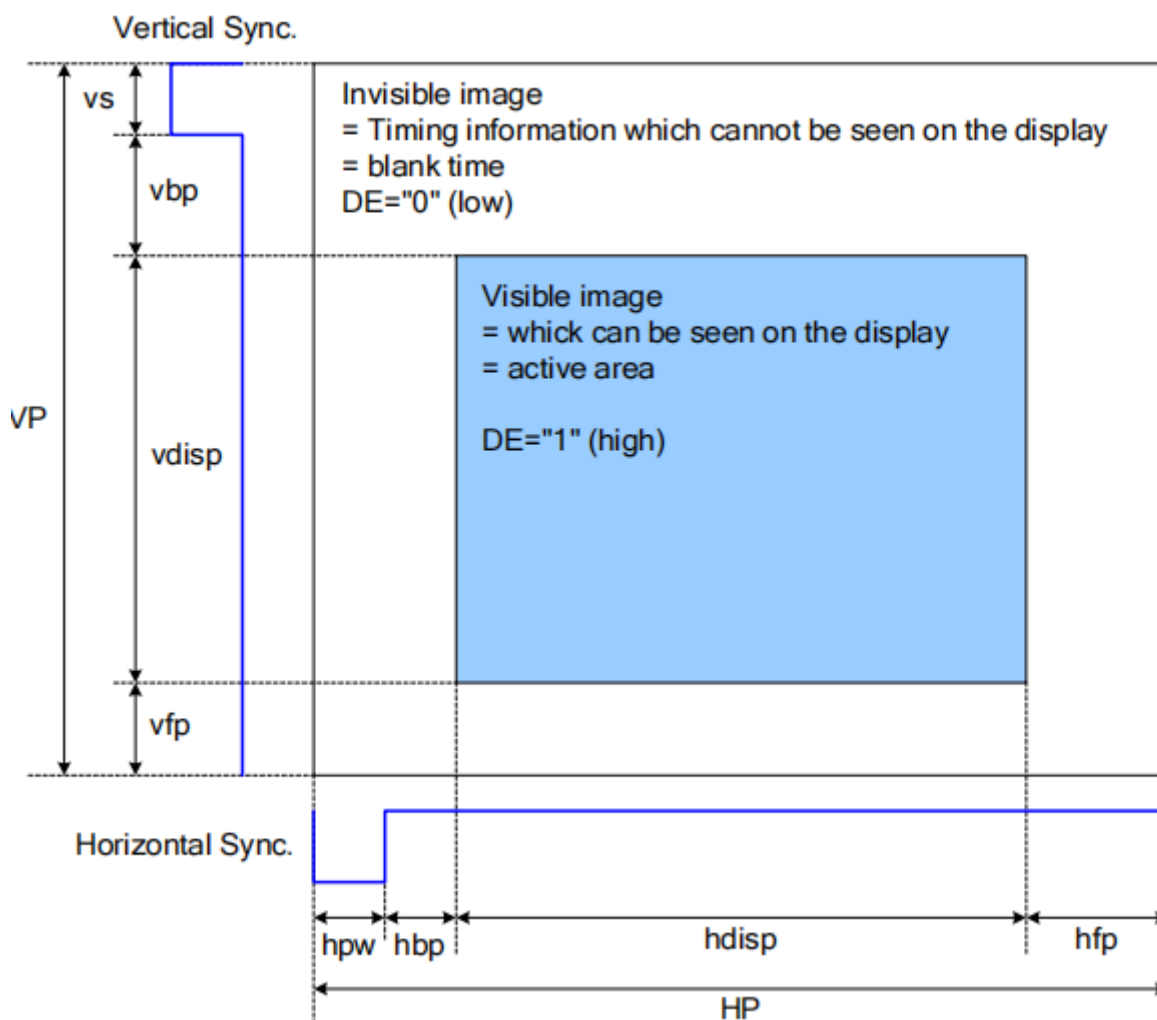 Vertical Sync.
vs
Invisible image
= Timing information which cannot be seen on the display
= blank time
DE="0" (low)
vbp
Visible image
= whick can be seen on the display
= active area
DE="1" (high)
VP
vdisp
vfp
Horizontal Sync.
hpw
hbp
hdisp
hfp
HP